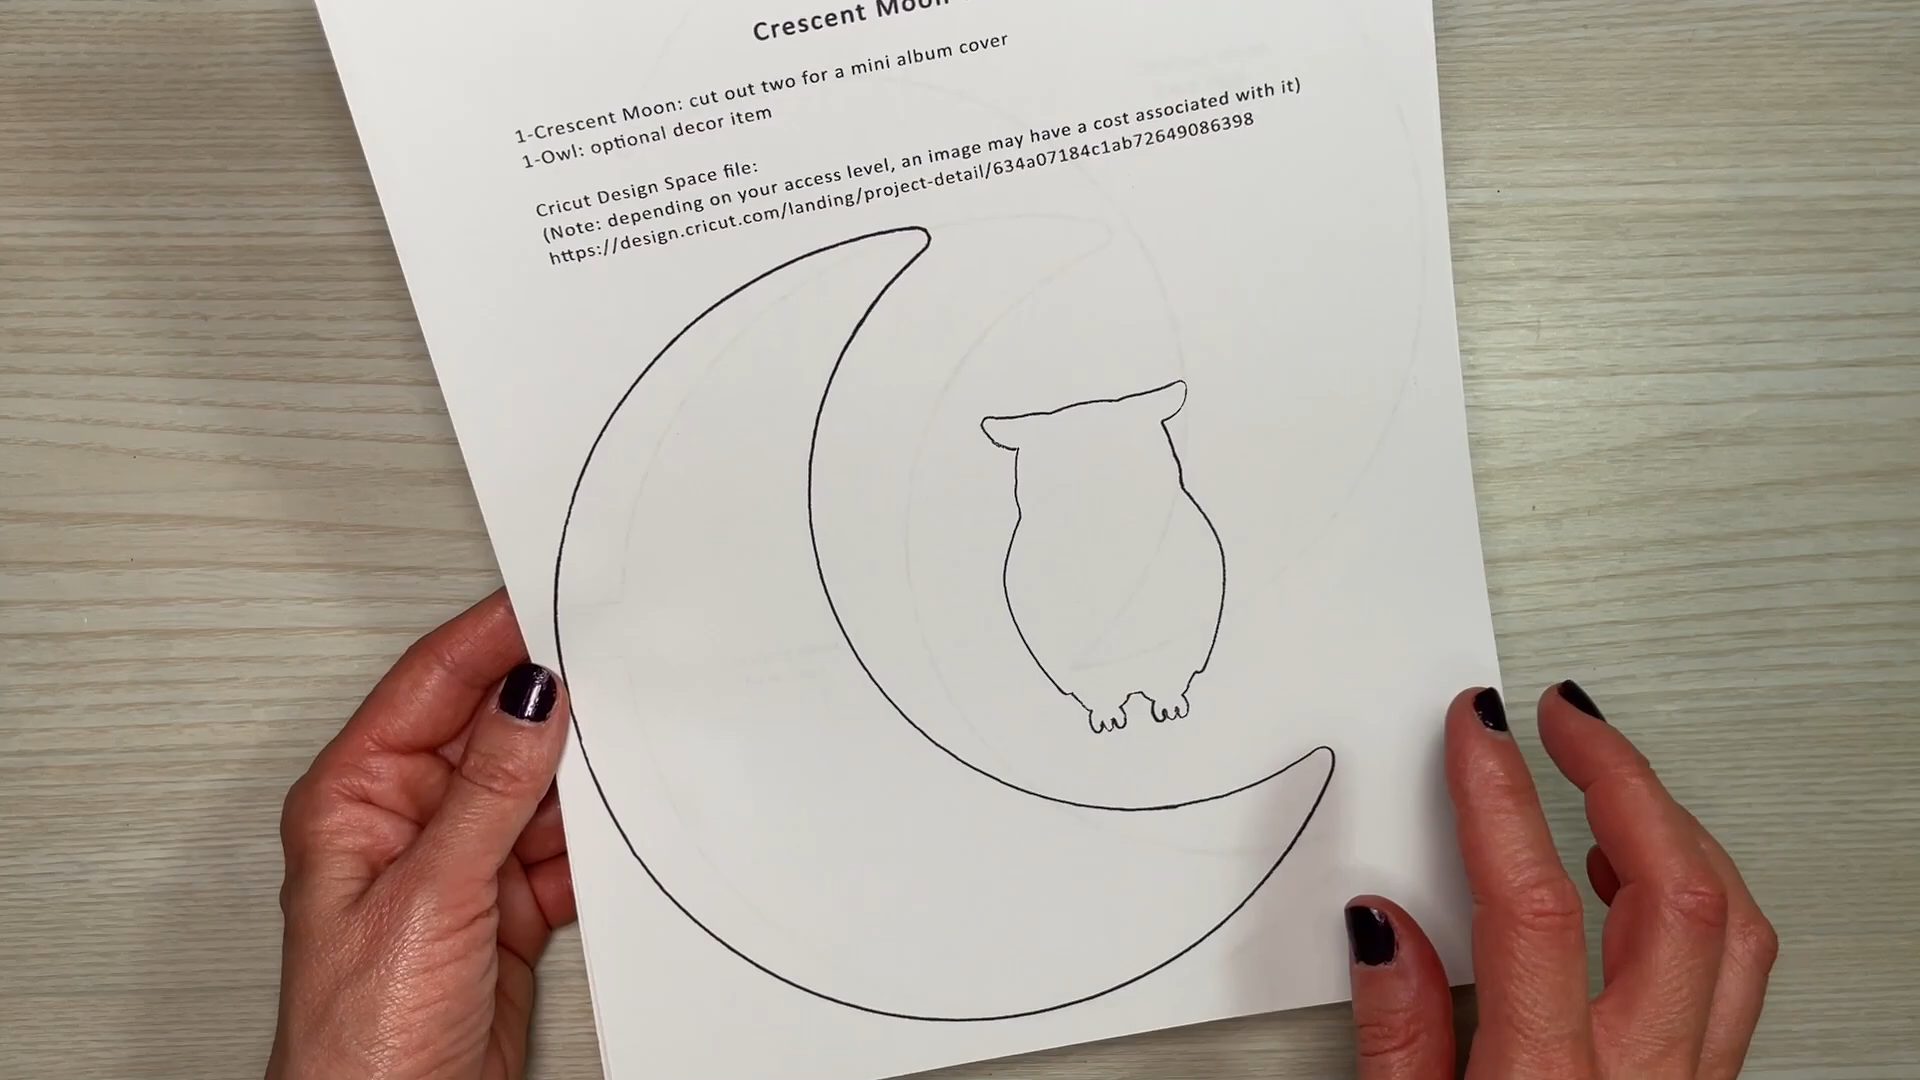 Crescent Moon
1-Crescent Moon: cut out two for a mini album cover
1-Owl: optional decor item
Cricut Design Space file:
(Note: depending on your access level, an image may have a cost associated with it)
https://design.cricut.com/landing/project-detail/634a07184c1ab72649086398